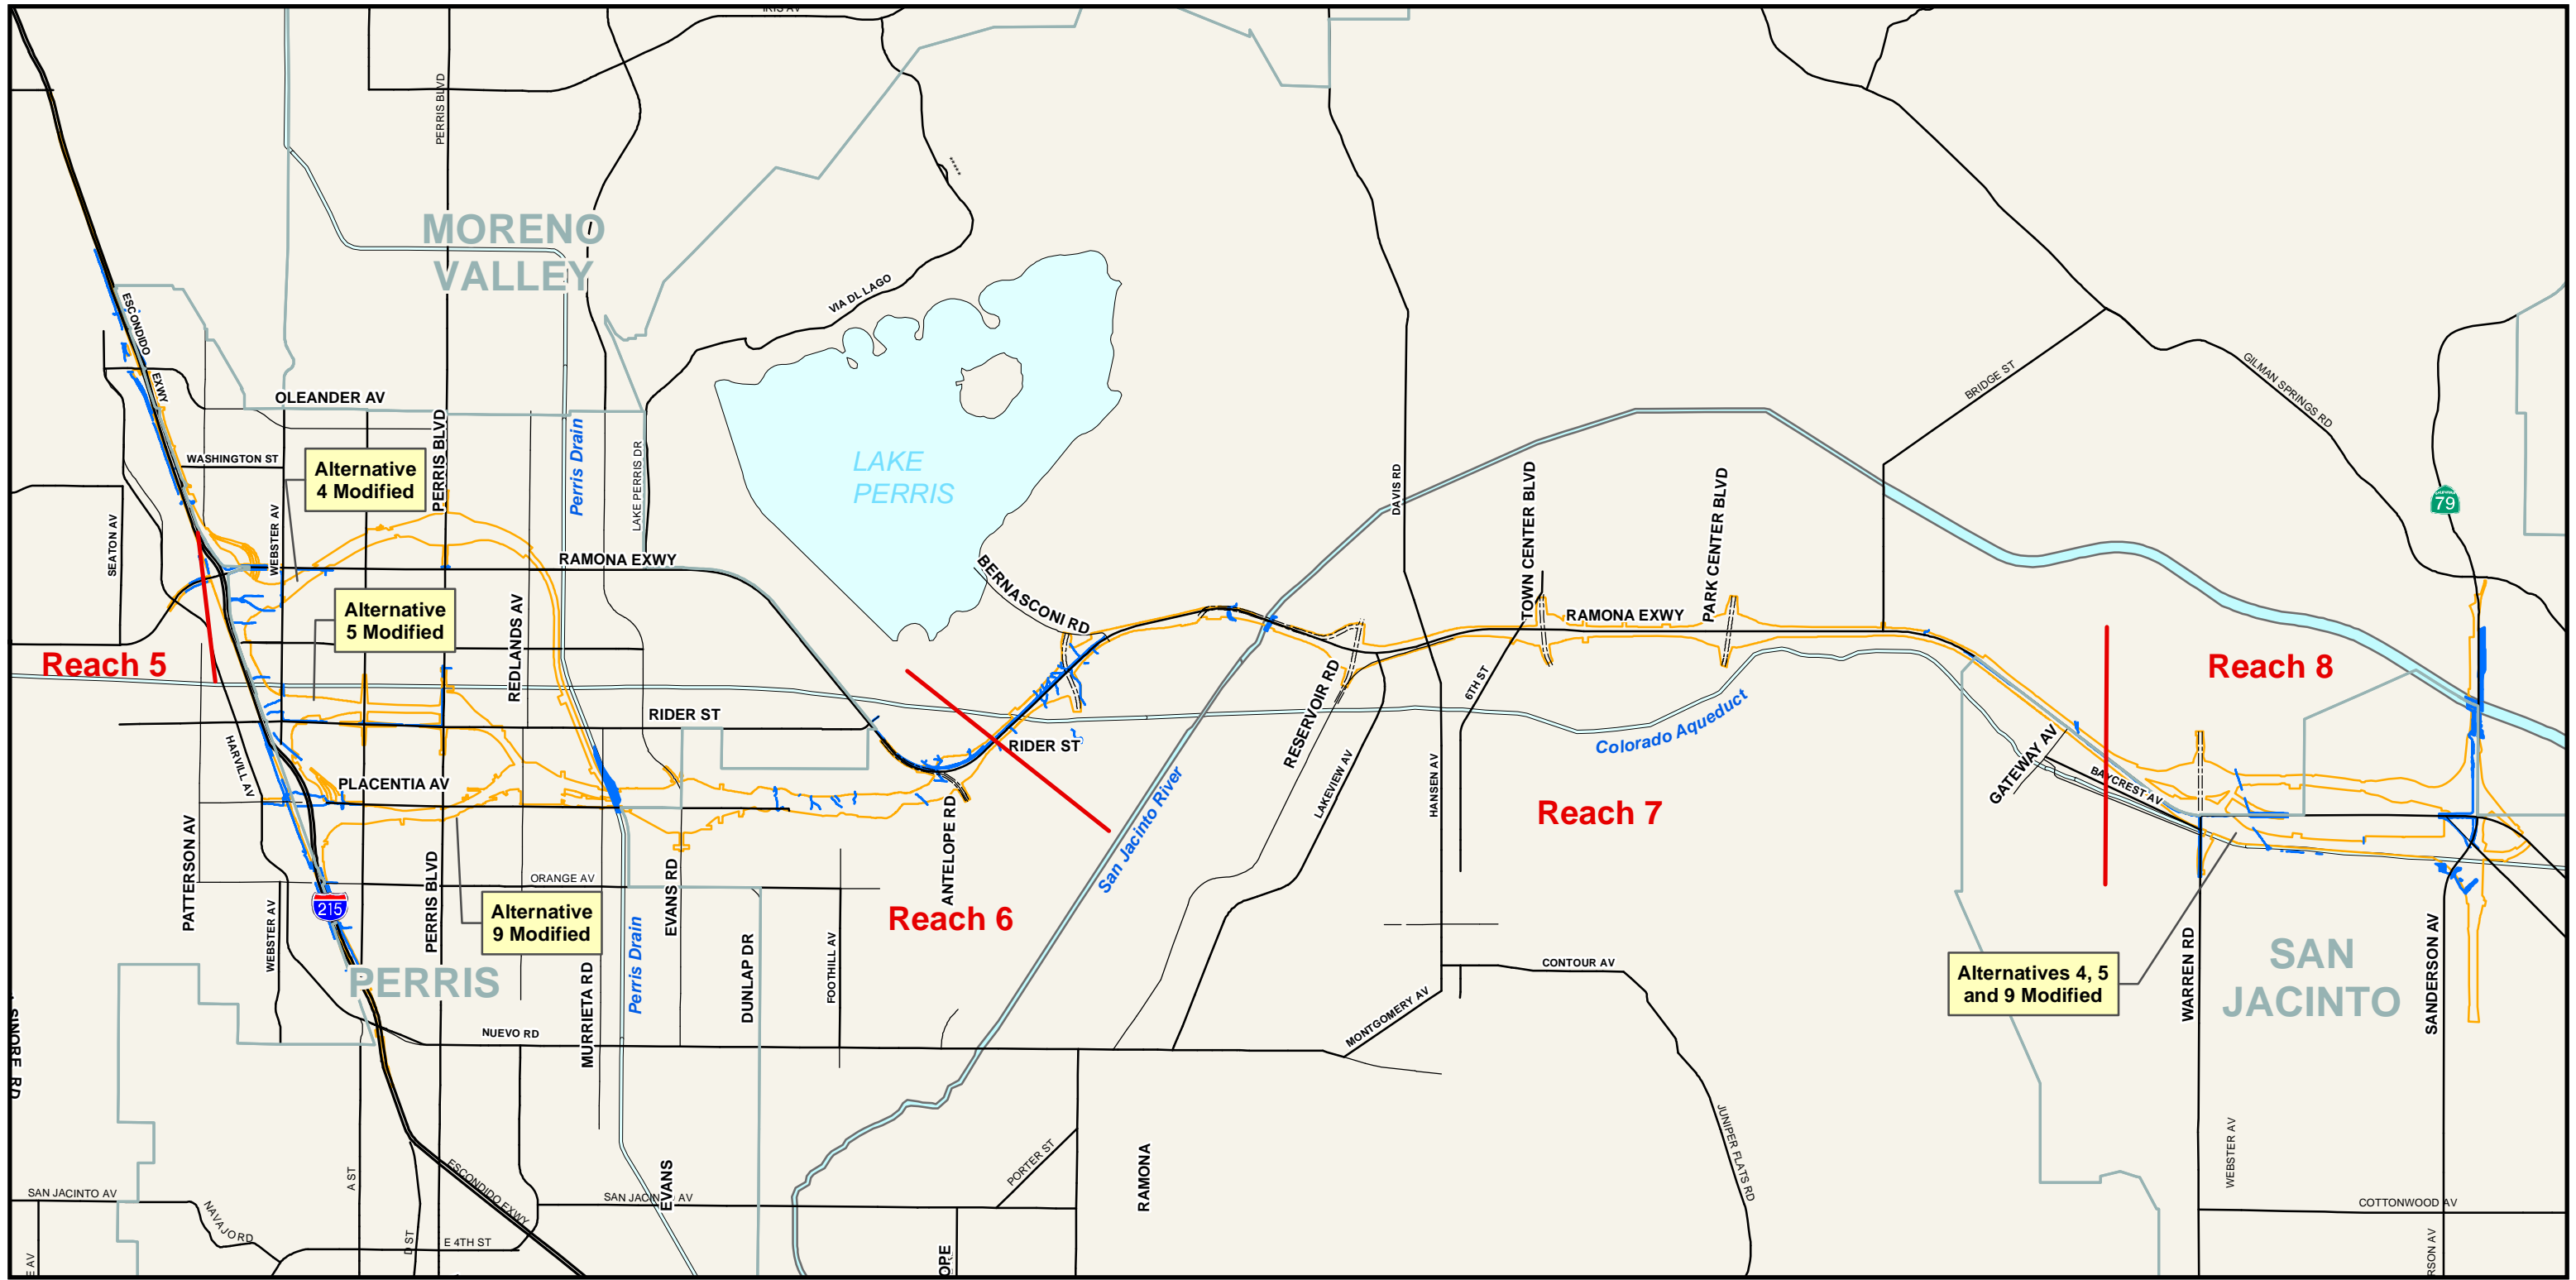 IRIS AV
PERRIS BLVD
MORENO
VALLEY
ESCONDIDO
EXWY
VIA DL LAGO
OLEANDER AV
PERRIS BLVD
Perris Drain
LAKE PERRIS DR
WASHINGTON ST
Alternative
4 Modified
LAKE
PERRIS
SEATON AV
WEBSTER AV
RAMONA EXWY
BERNASCONI RD
DAVIS RD
TOWN CENTER BLVD
PARK CENTER BLVD
RAMONA EXWY
BRIDGE ST
GILMAN SPRINGS RD
79
Alternative
5 Modified
REDLANDS AV
Reach 5
Reach 8
RIDER ST
RIDER ST
HARVILL AV
PLACENTIA AV
RESERVOIR RD
LAKEVIEW AV
6TH ST
HANSEN AV
Colorado Aqueduct
GATEWAY AV
BAYCREST AV
San Jacinto River
Reach 7
PATTERSON AV
ANTELOPE RD
Reach 6
215
WEBSTER AV
PERRIS BLVD
ORANGE AV
EVANS RD
Alternative
9 Modified
Perris Drain
MURRIETA RD
DUNLAP DR
FOOTHILL AV
PERRIS
NUEVO RD
CONTOUR AV
MONTGOMERY AV
JUNIPER FLATS RD
Alternatives 4, 5
and 9 Modified
WARREN RD
SAN
JACINTO
SANDERSON AV
SINORE RD
SAN JACINTO AV
NAVAJO RD
A ST
D ST
ESCONDIDO EXWY
E 4TH ST
SAN JACINTO AV
EVANS
PORTER ST
RAMONA
OPE
WEBSTER AV
COTTONWOOD AV
RSON AV
E AV